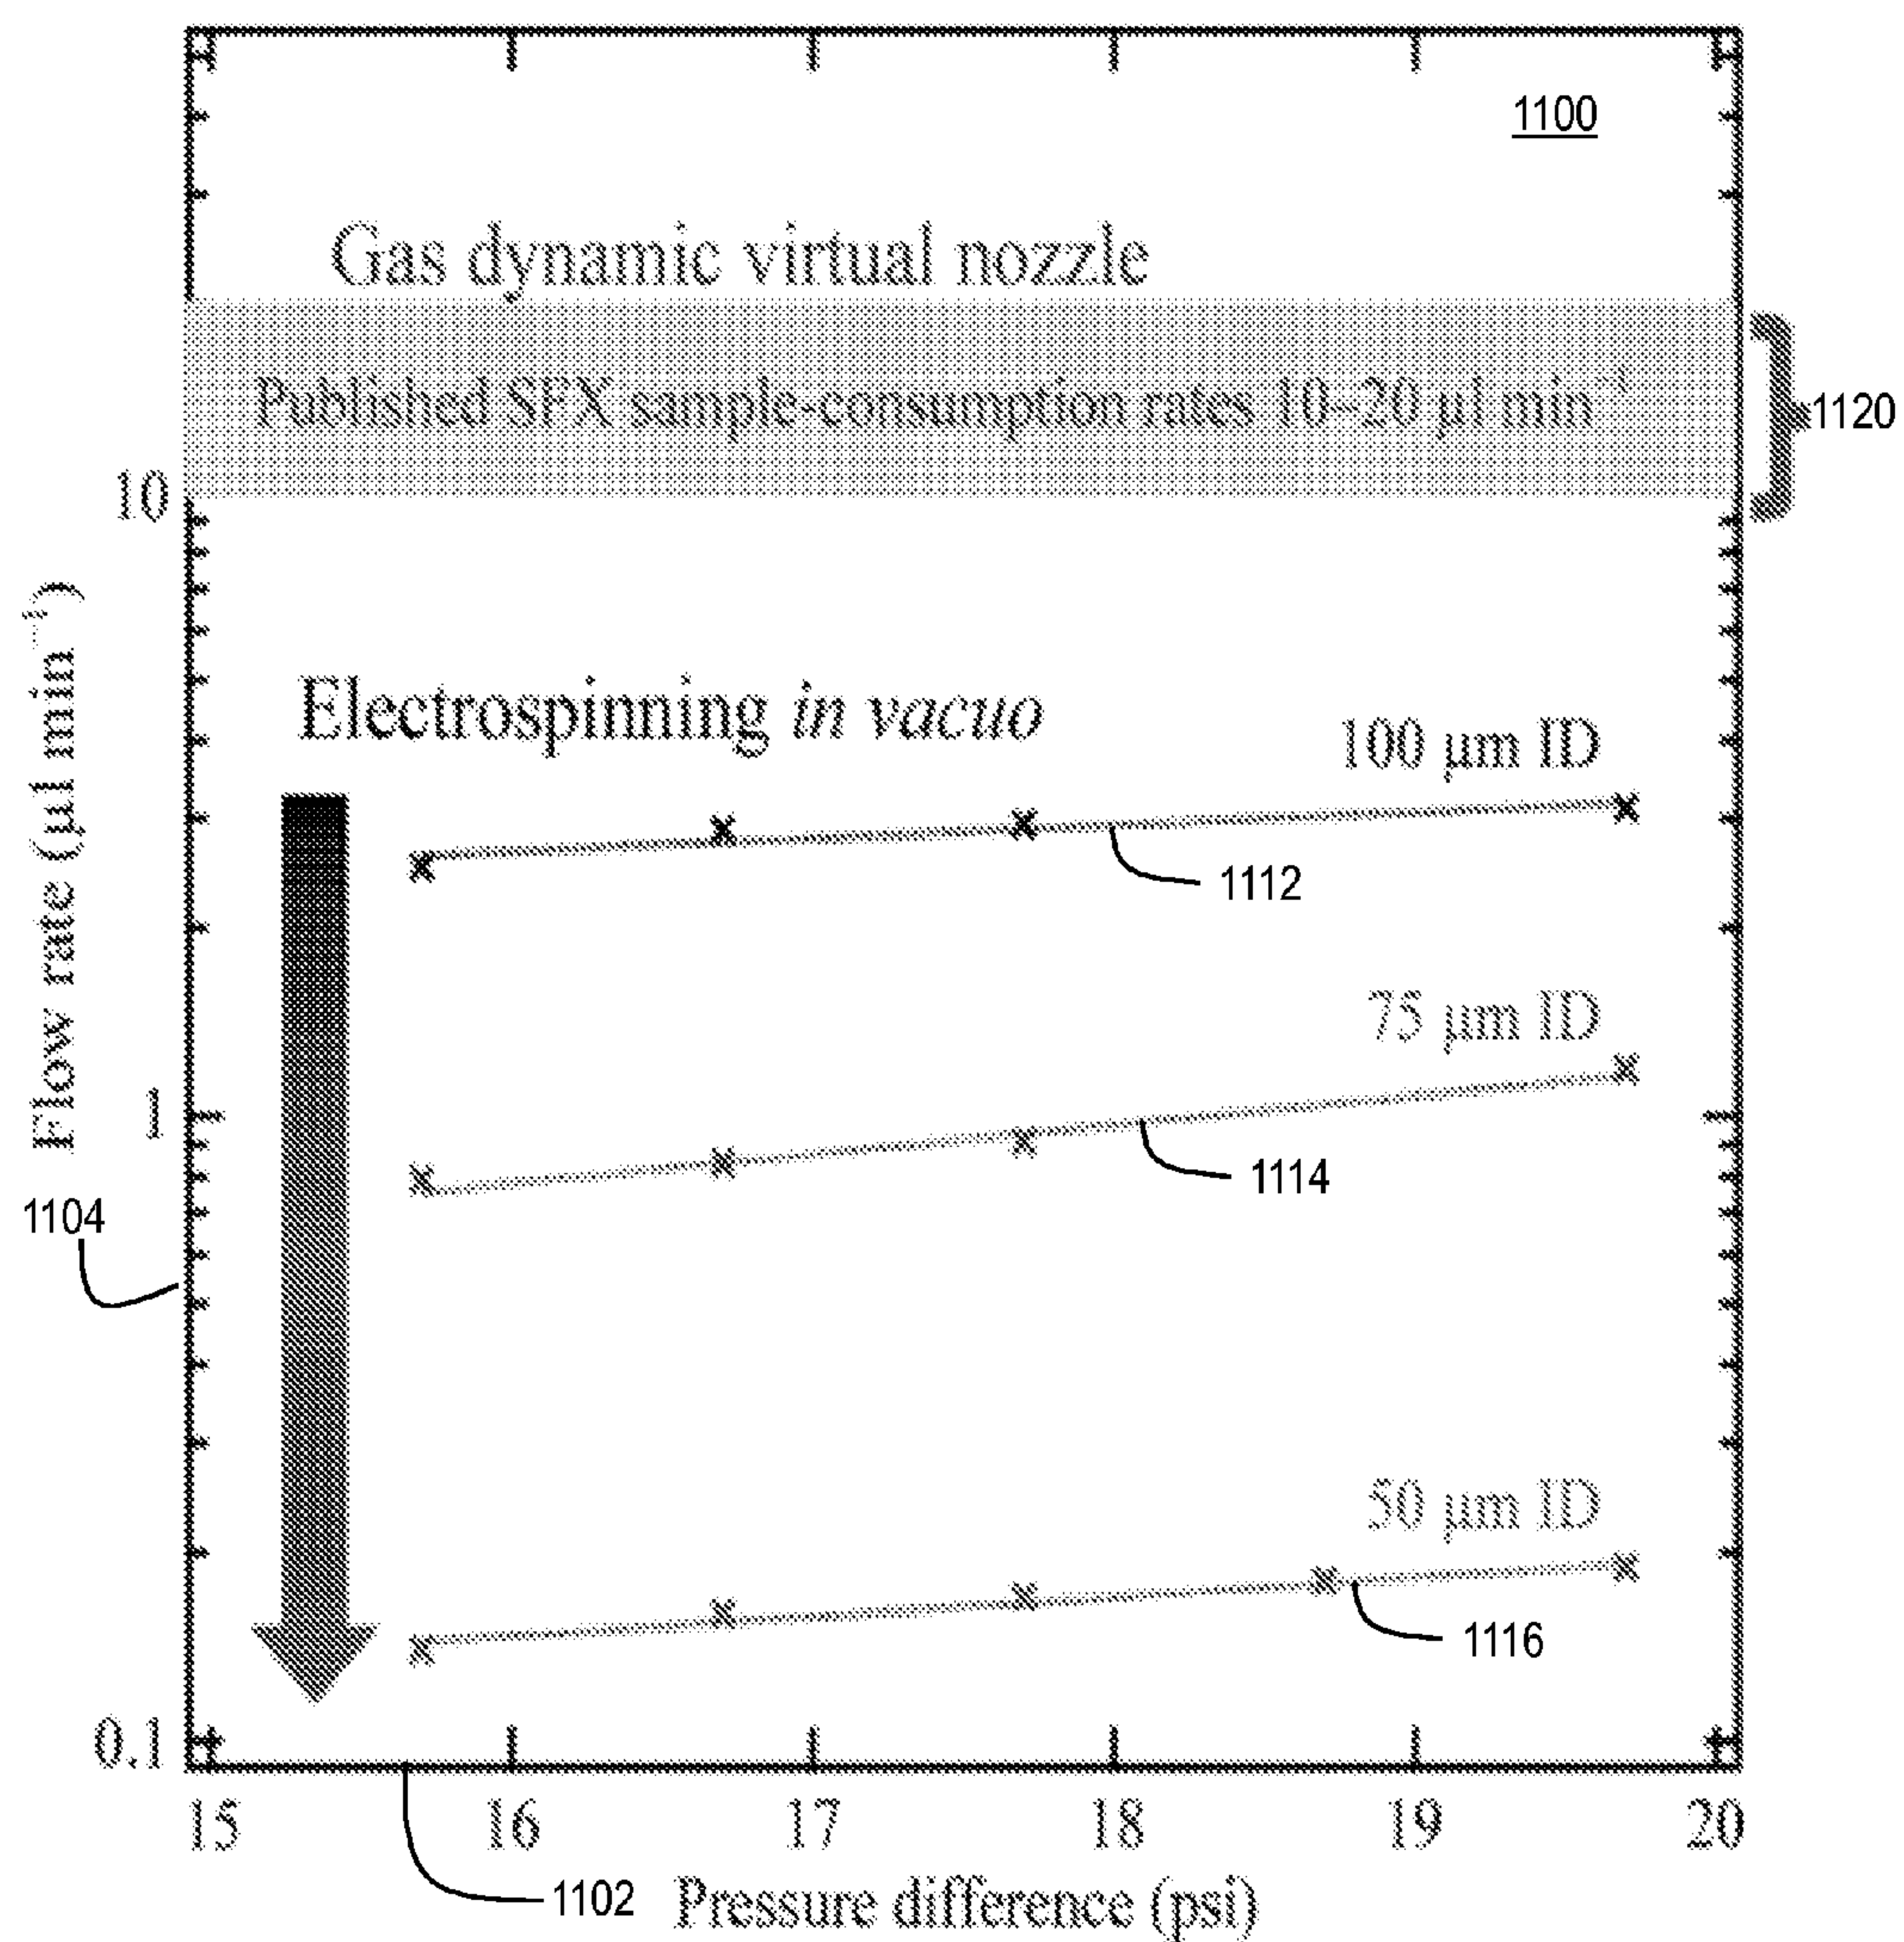 1100
Gas dynamic virtual nozzle
Published SFX sample-consumption rates 10–20 µl min⁻¹
1120
10
Flow rate (µl min⁻¹)
Electrospinning in vacuo
100 µm ID
1112
75 µm ID
1
1114
1104
50 µm ID
1116
0.1
15 16 17 18 19 20
1102
Pressure difference (psi)